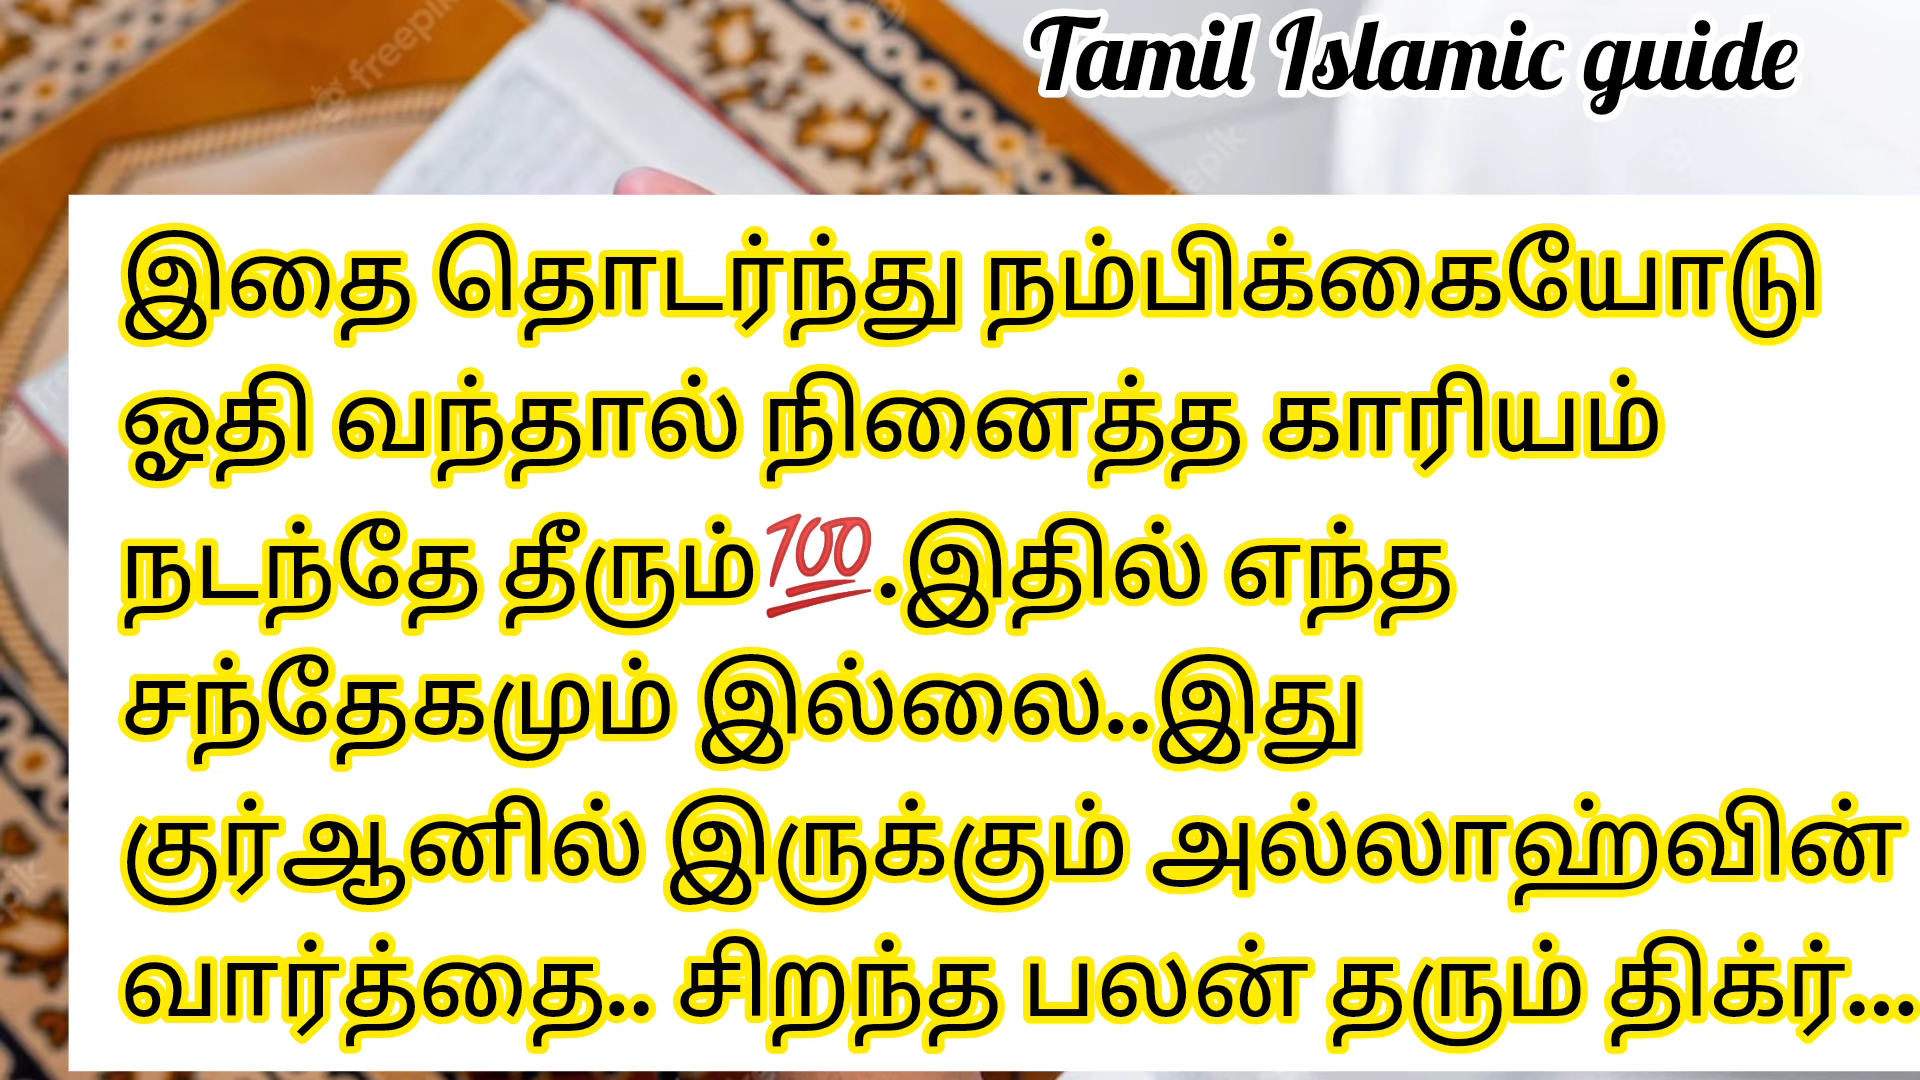 Tamil Islamic guide
இதை தொடர்ந்து நம்பிக்கையோடு
ஓதி வந்தால் நினைத்த காரியம்
நடந்தே தீரும்💯.இதில் எந்த
சந்தேகமும் இல்லை..இது
குர்ஆனில் இருக்கும் அல்லாஹ்வின்
வார்த்தை.. சிறந்த பலன் தரும் திக்ர்...
freepik